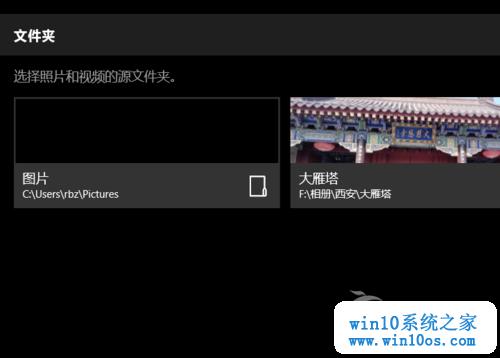 文件夹
选择照片和视频的源文件夹。
图片
C:\Users\rbz\Pictures
大雁塔
F:\相册\西安\大雁塔
win10系统之家
www.win10os.com